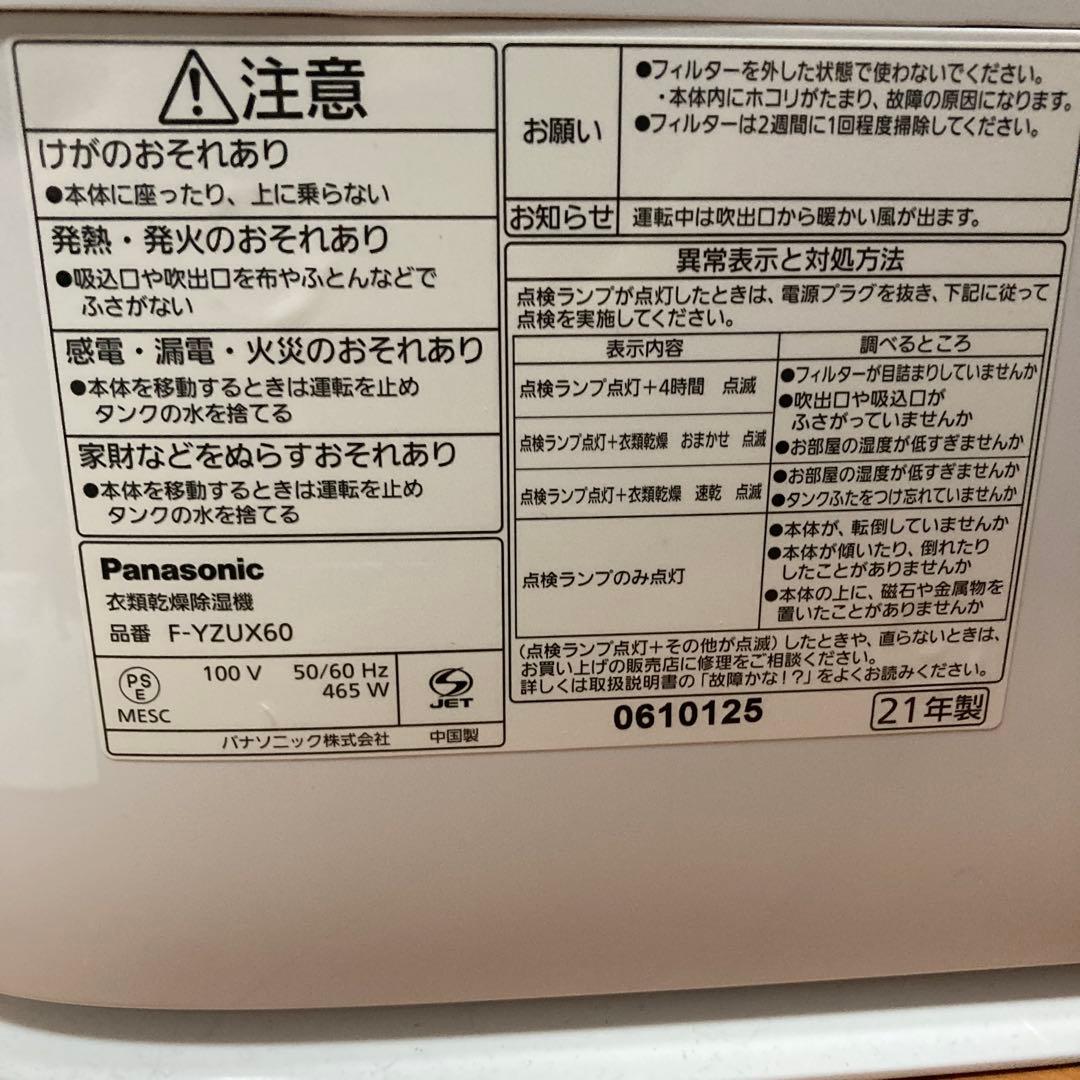 注意
けがのおそれあり
●本体に座ったり、上に乗らない
発熱・発火のおそれあり
●吸込口や吹出口を布やふとんなどで
ふさがない
感電・漏電・火災のおそれあり
●本体を移動するときは運転を止め
タンクの水を捨てる
家財などをぬらすおそれあり
●本体を移動するときは運転を止め
タンクの水を捨てる
Panasonic
衣類乾燥除湿機
品番 F-YZUX60
PS
E
MESC
100 V 50/60 Hz
465 W
JET
パナソニック株式会社 中国製
お願い
●フィルターを外した状態で使わないでください。
・本体内にホコリがたまり、故障の原因になります。
●フィルターは2週間に1回程度掃除してください。
お知らせ
運転中は吹出口から暖かい風が出ます。
異常表示と対処方法
点検ランプが点灯したときは、電源プラグを抜き、下記に従って
点検を実施してください。
表示内容 調べるところ
点検ランプ点灯+4時間 点滅
点検ランプ点灯+衣類乾燥 おまかせ 点滅
●フィルターが目詰まりしていませんか
●吹出口や吸込口が
ふさがっていませんか
●お部屋の湿度が低すぎませんか
点検ランプ点灯+衣類乾燥 速乾 点滅
●お部屋の湿度が低すぎませんか
●タンクふたをつけ忘れていませんか
点検ランプのみ点灯
●本体が、転倒していませんか
●本体が傾いたり、倒れたり
したことがありませんか
●本体の上に、磁石や金属物を
置いたことがありませんか
(点検ランプ点灯+その他が点滅)したときや、直らないときは、
お買い上げの販売店に修理をご相談ください。
詳しくは取扱説明書の「故障かな!?」をよくお読みください。
0610125
21年製